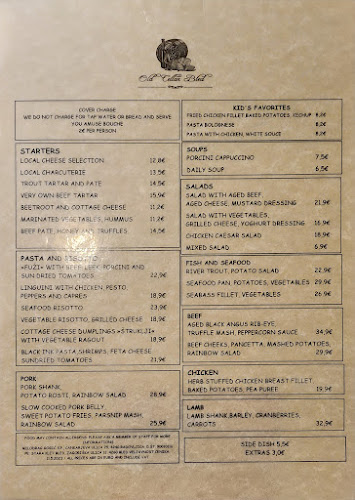 Old Cellar Bled
COVER CHARGE
WE DO NOT CHARGE FOR TAP WATER OR BREAD AND SERVE
YOU AMUSE BOUCHE
2€ PER PERSON
STARTERS
LOCAL CHEESE SELECTION 12,8€
LOCAL CHARCUTERIE 13,5€
TROUT TARTAR AND PATE 14,5€
VERY OWN BEEF TATAR 15,9€
BEETROOT AND COTTAGE CHEESE 11,2€
MARINATED VEGETABLES, HUMMUS 11,2€
BEEF PATE, HONEY AND TRUFFLES 14,5€
PASTA AND RISOTTO
»FUŽI« WITH BEEF, LEEK, PORCINI AND
SUN DRIED TOMATOES 22,9€
LINGUINI WITH CHICKEN, PESTO,
PEPPERS AND CAPRES 18,9€
SEAFOOD RISOTTO 23,9€
VEGETABLE RISOTTO, GRILLED CHEESE 18,9€
COTTAGE CHEESE DUMPLINGS »ŠTRUKLJI«
WITH VEGETABLE RAGOUT 18,9€
BLACK INK PASTA SHRIMPS, FETA CHEESE
SUNDRIED TOMATOES 21,9€
PORK
PORK SHANK,
POTATO ROSTI, RAINBOW SALAD 26,9€
SLOW COOKED PORK BELLY,
SWEET POTATO FRIES, PARSNIP MASH,
RAINBOW SALAD 25,9€
KID'S FAVORITES
FRIED CHICKEN FILLET BAKED POTATOES, KECHUP 8,2€
PASTA BOLOGNESE 8,2€
PASTA WITH CHICKEN, WHITE SAUCE 8,2€
SOUPS
PORCINI CAPPUCCINO 7,5€
DAILY SOUP 6,5€
SALADS
SALAD WITH AGED BEEF,
AGED CHEESE, MUSTARD DRESSING 21,9€
SALAD WITH VEGETABLES,
GRILLED CHEESE, YOGHURT DRESSING 16,9€
CHICKEN CAESAR SALAD 18,9€
MIXED SALAD 6,9€
FISH AND SEAFOOD
RIVER TROUT, POTATO SALAD 22,9€
SEAFOOD PAN, POTATOES, VEGETABLES 29,9€
SEABASS FILLET, VEGETABLES 26,9€
BEEF
AGED BLACK ANGUS RIB-EYE,
TRUFFLE MASH, PEPPERCORN SAUCE 34,9€
BEEF CHEEKS, PANCETTA, MASHED POTATOES,
RAINBOW SALAD 29,9€
CHICKEN
HERB STUFFED CHICKEN BREAST FILLET,
BAKED POTATOES, PEA PUREE 19,9€
LAMB
LAMB SHANK, BARLEY, CRANBERRIES,
CARROTS 32,9€
SIDE DISH 5,5€
EXTRAS 3,0€